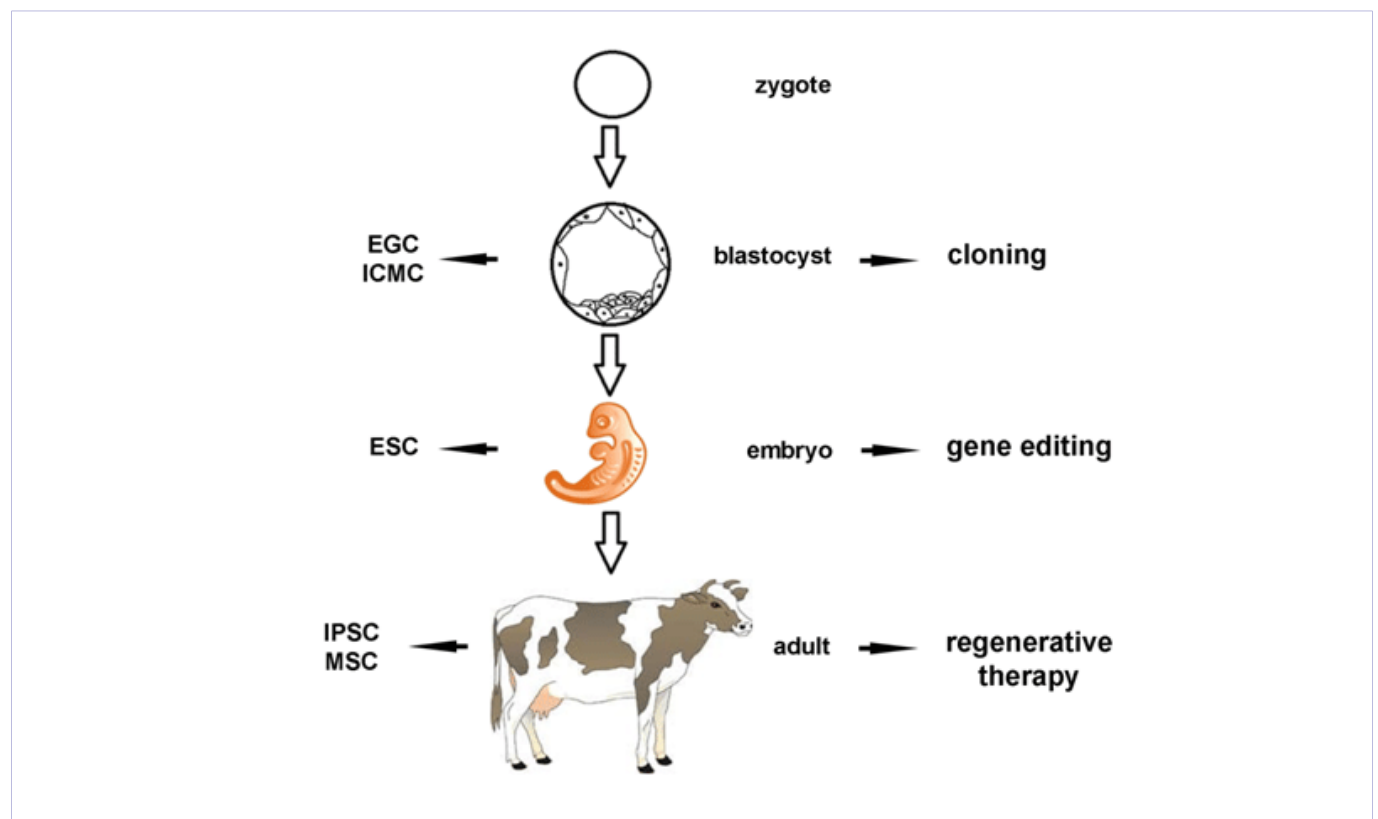 zygote
EGC
ICMC
blastocyst
cloning
ESC
embryo
gene editing
IPSC
MSC
adult
regenerative
therapy